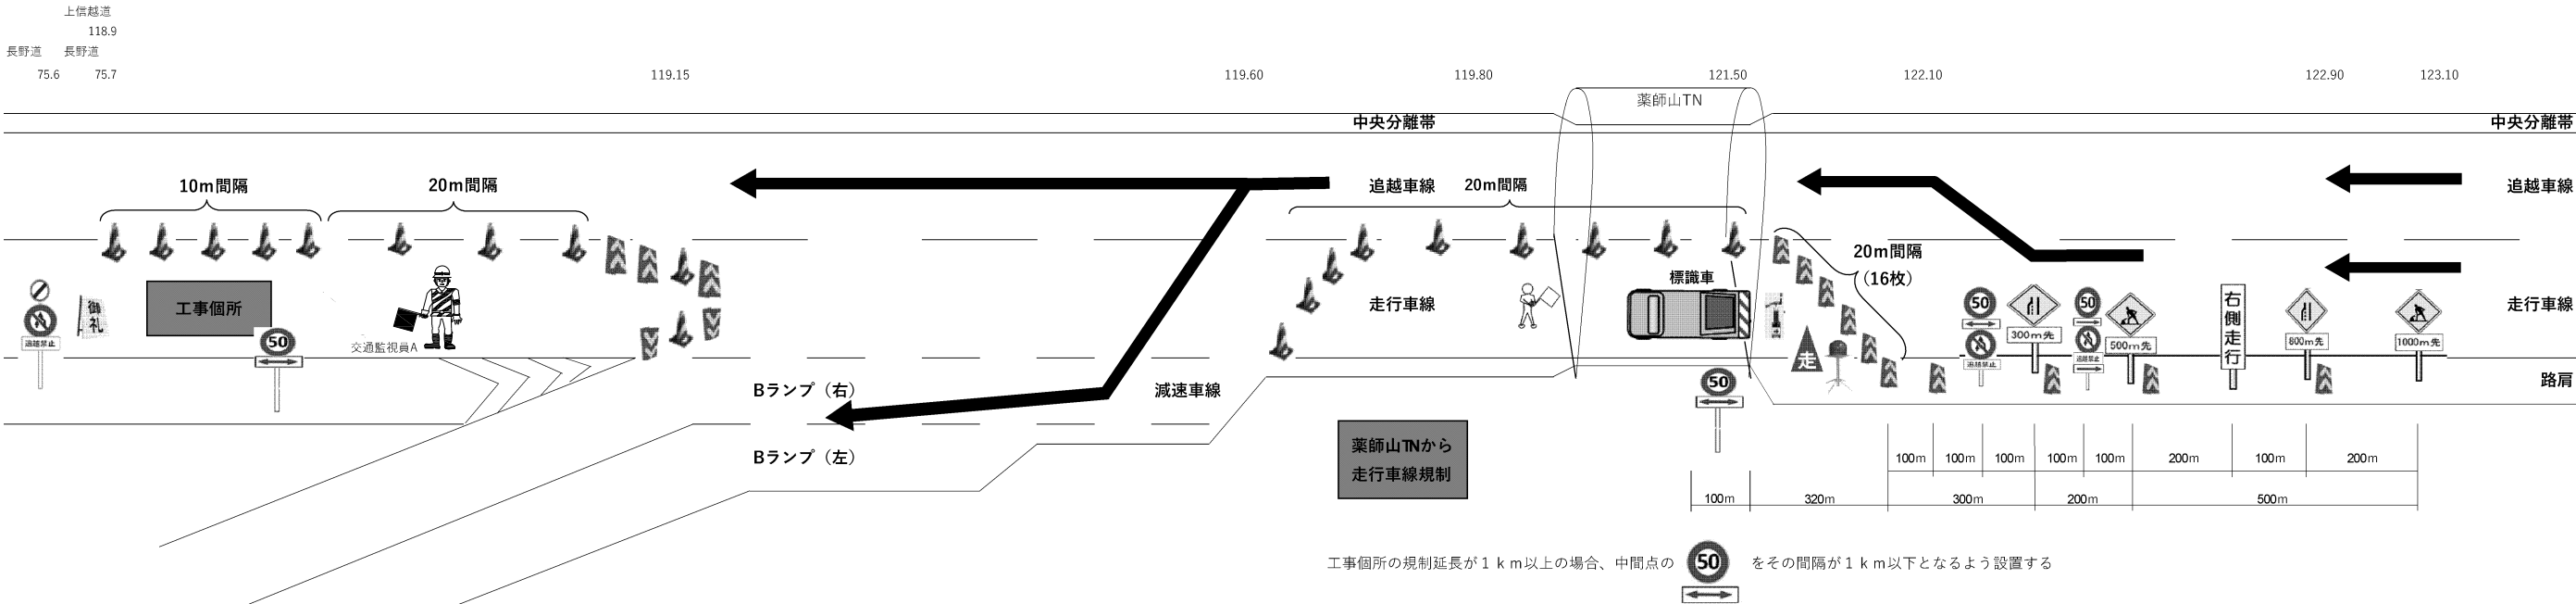 上信越道
118.9
長野道 長野道
75.6 75.7
119.15
119.60
119.80
121.50
122.10
122.90
123.10
薬師山TN
中央分離帯
中央分離帯
10m間隔
20m間隔
追越車線
20m間隔
追越車線
20m間隔
（16枚）
標識車
走行車線
走行車線
工事個所
御礼
追越禁止
50
交通監視員A
走
50
追越禁止
300m先
50
追越禁止
500m先
右側走行
800m先
1000m先
路肩
Bランプ（右）
減速車線
50
Bランプ（左）
薬師山TNから
走行車線規制
100m 100m 100m 100m 100m 200m 100m 200m
100m 320m 300m 200m 500m
工事個所の規制延長が１ｋｍ以上の場合、中間点の 50 をその間隔が１ｋｍ以下となるよう設置する